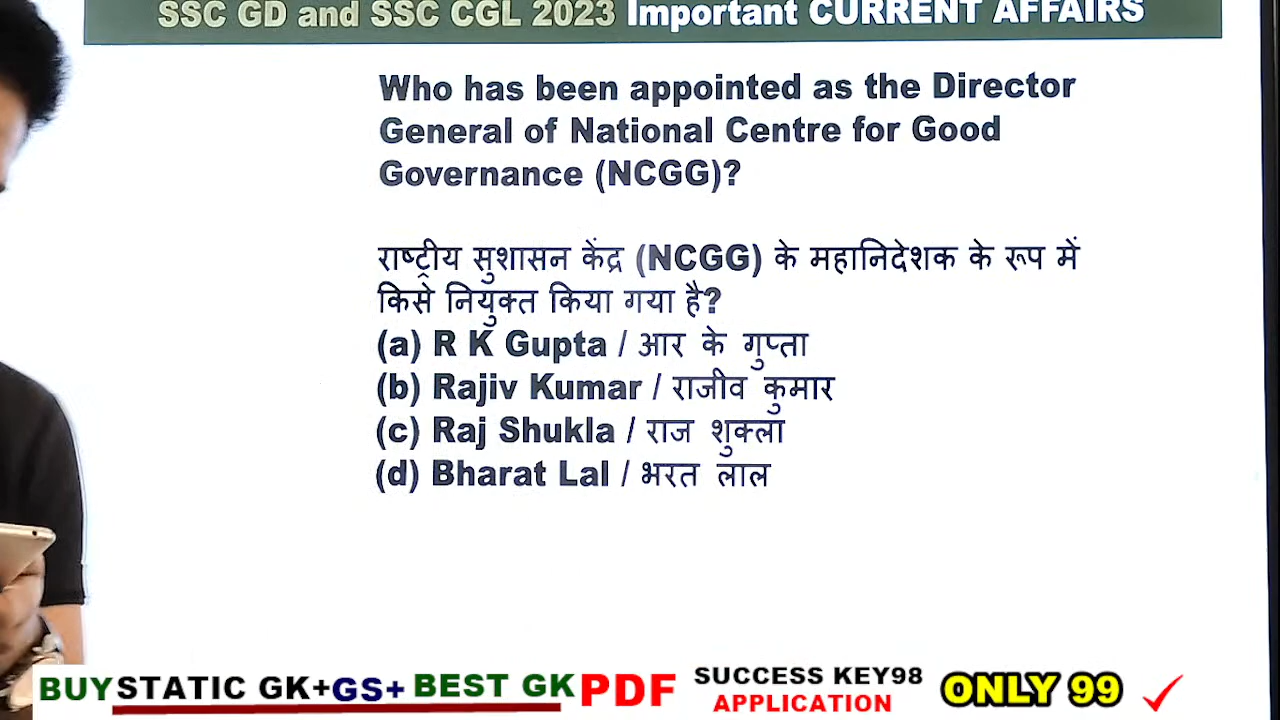 SSC GD and SSC CGL 2023 Important CURRENT AFFAIRS
Who has been appointed as the Director
General of National Centre for Good
Governance (NCGG)?
राष्ट्रीय सुशासन केंद्र (NCGG) के महानिदेशक के रूप में
किसे नियुक्त किया गया है?
(a) R K Gupta / आर के गुप्ता
(b) Rajiv Kumar / राजीव कुमार
(c) Raj Shukla / राज शुक्ला
(d) Bharat Lal / भरत लाल
BUY STATIC GK+GS+ BEST GK PDF SUCCESS KEY98 APPLICATION ONLY 99